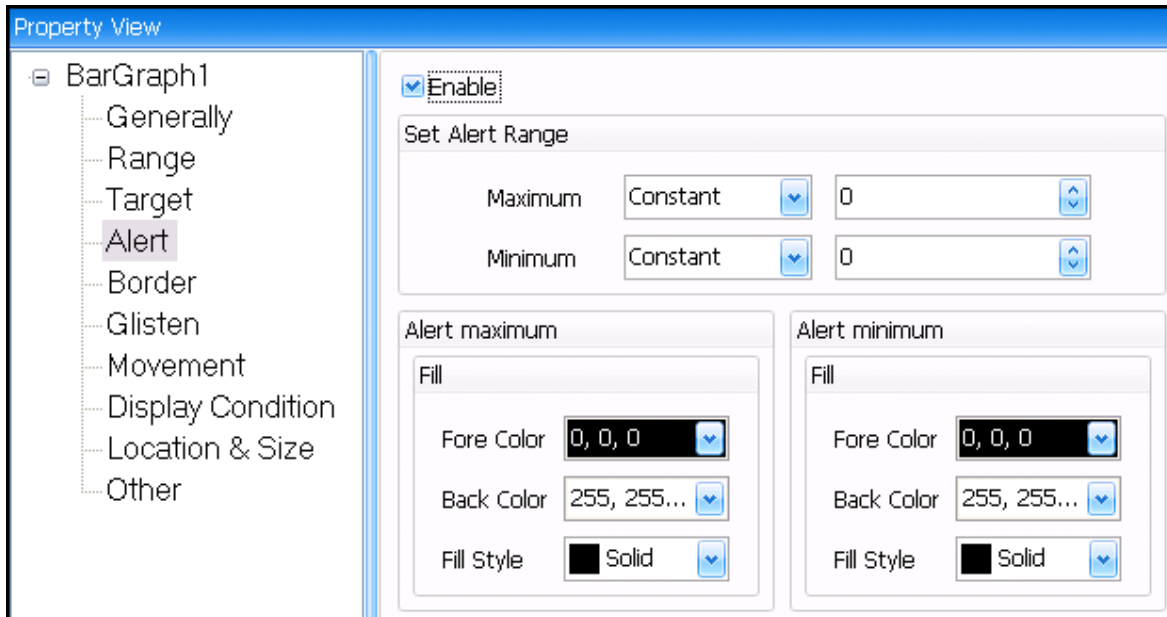 Property View
BarGraph1
Generally
Range
Target
Alert
Border
Glisten
Movement
Display Condition
Location & Size
Other
Enable
Set Alert Range
Maximum Constant 0
Minimum Constant 0
Alert maximum
Fill
Fore Color 0, 0, 0
Back Color 255, 255...
Fill Style Solid
Alert minimum
Fill
Fore Color 0, 0, 0
Back Color 255, 255...
Fill Style Solid